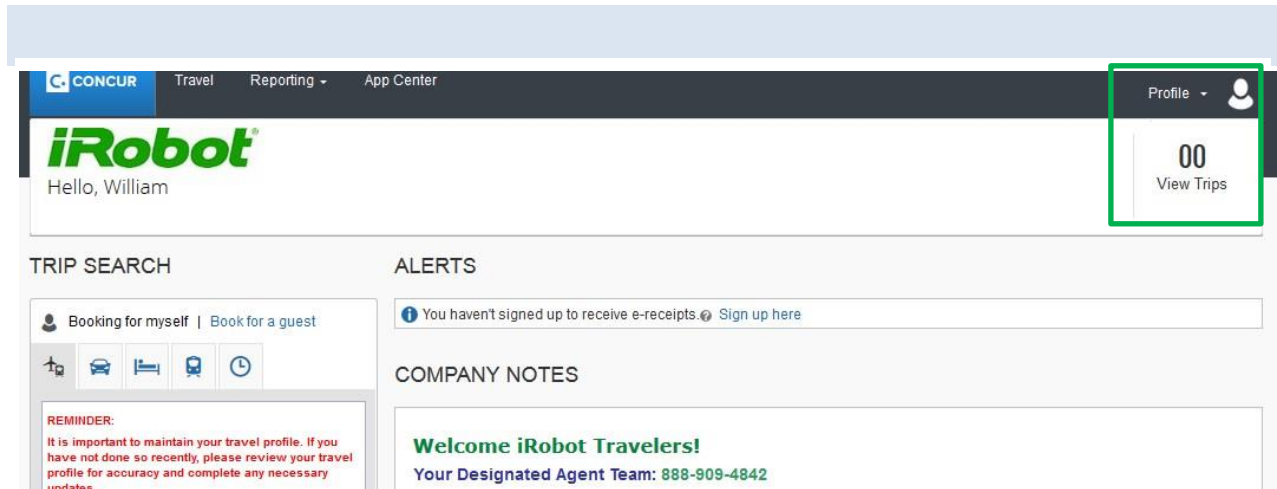 C. CONCUR Travel Reporting App Center Profile
iRobot®
Hello, William
00
View Trips
TRIP SEARCH
Booking for myself | Book for a guest
REMINDER:
It is important to maintain your travel profile. If you
have not done so recently, please review your travel
profile for accuracy and complete any necessary
updates
ALERTS
You haven't signed up to receive e-receipts. Sign up here
COMPANY NOTES
Welcome iRobot Travelers!
Your Designated Agent Team: 888-909-4842